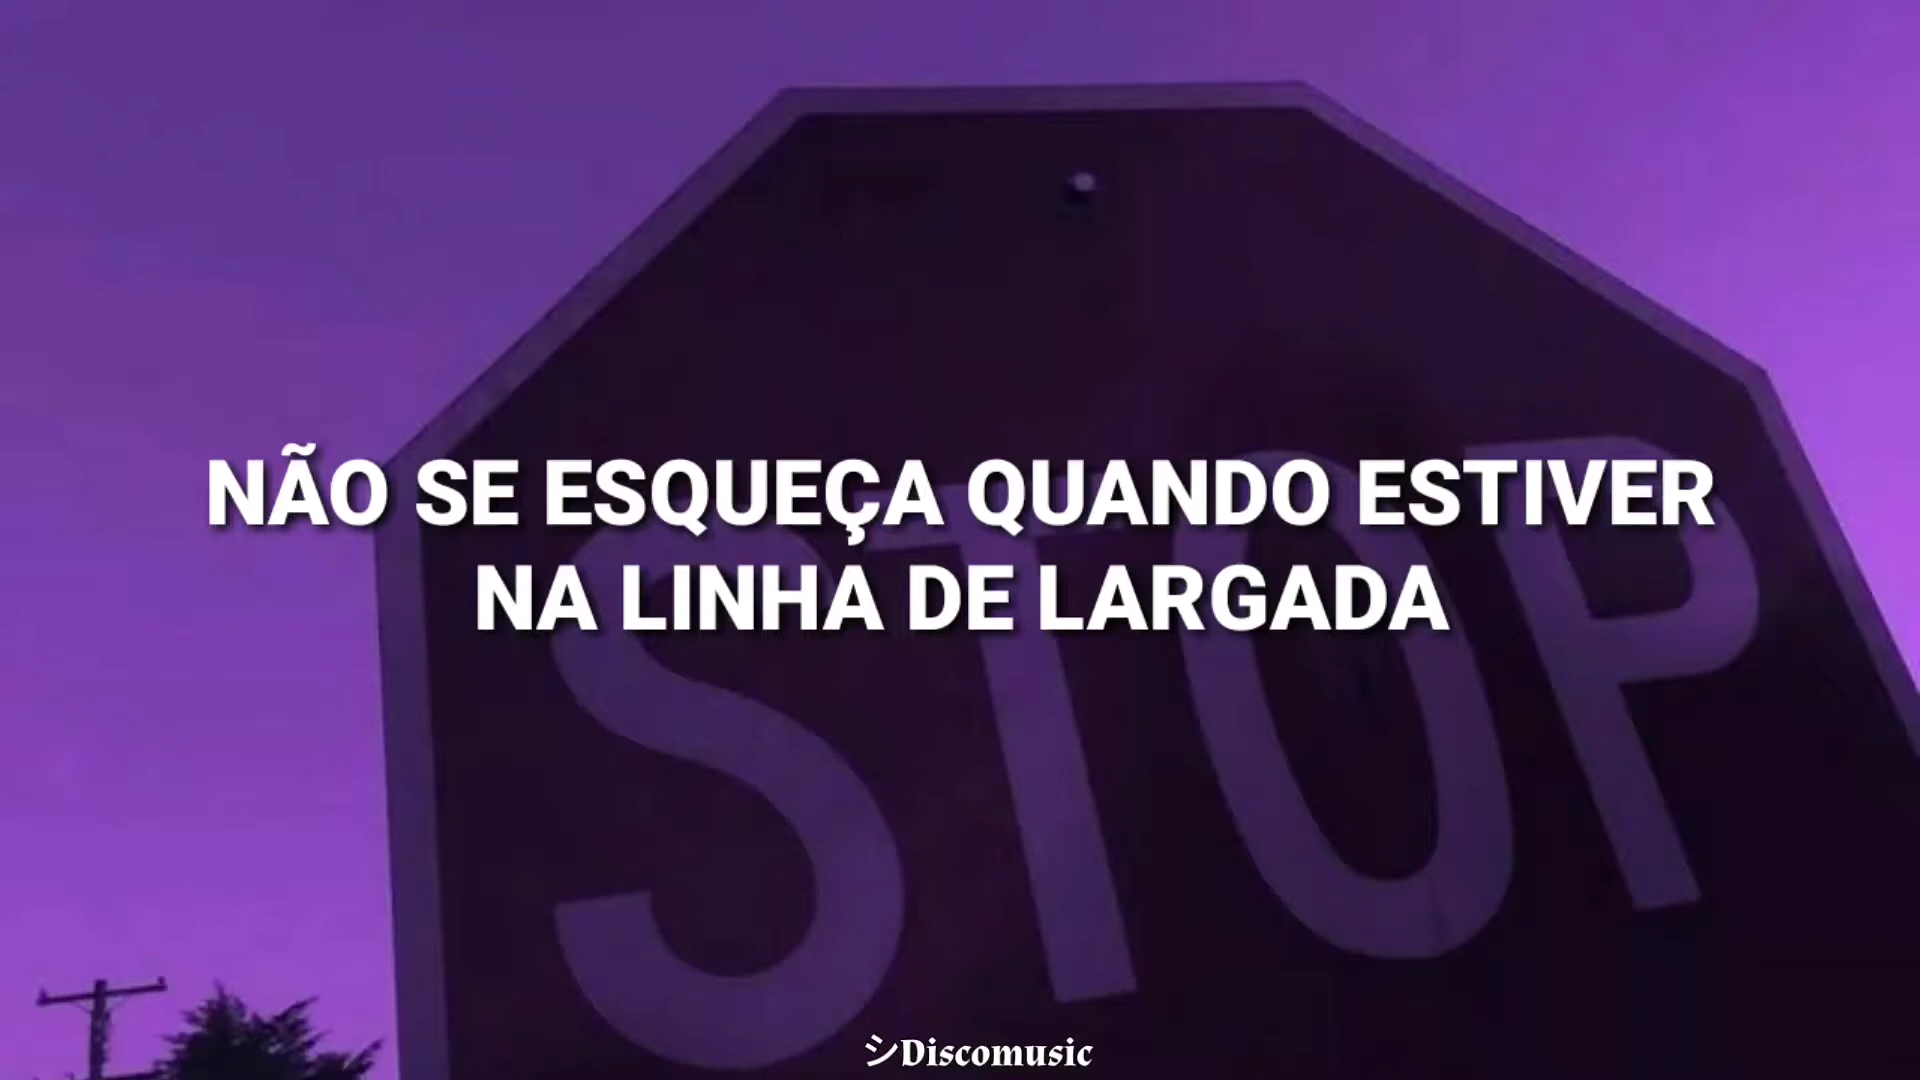 NÃO SE ESQUEÇA QUANDO ESTIVER
NA LINHA DE LARGADA
STOP
シDiscomusic